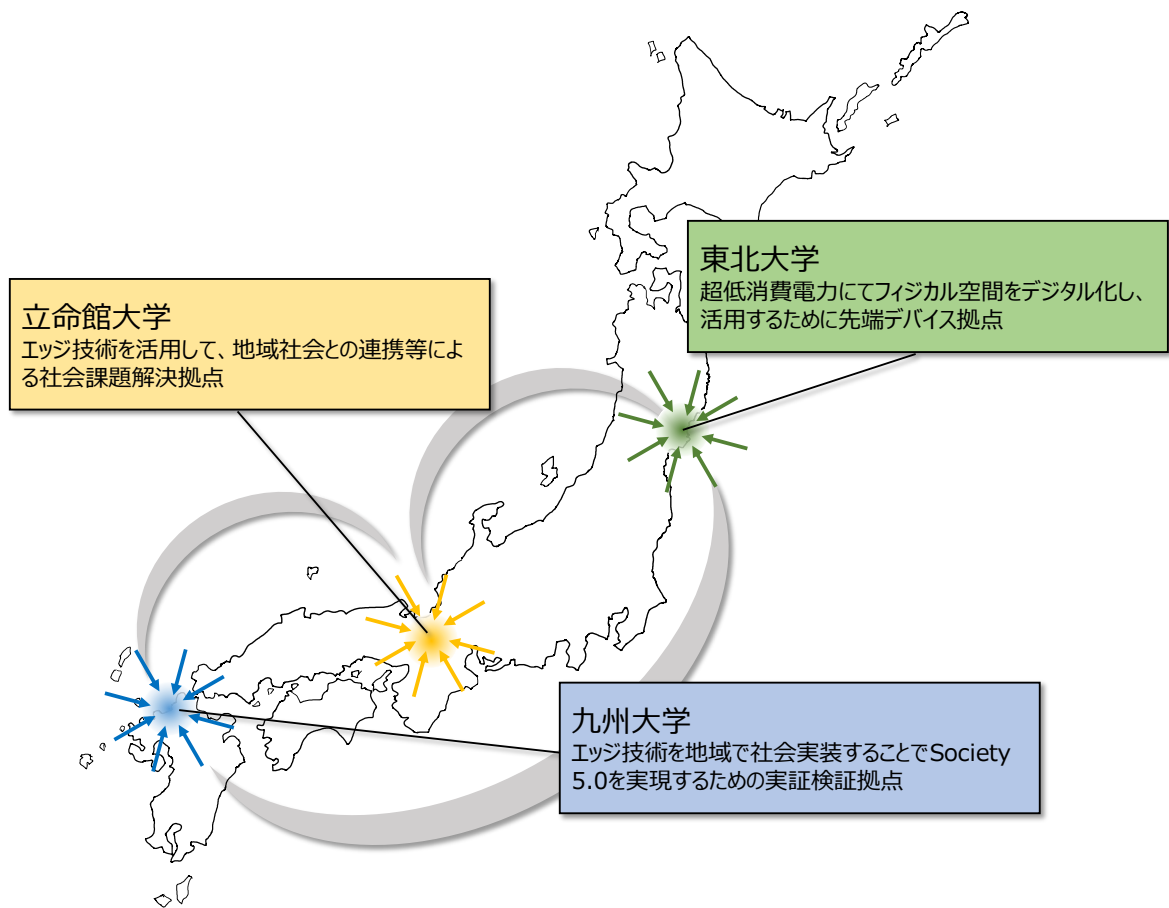 東北大学
超低消費電力にてフィジカル空間をデジタル化し、
活用するために先端デバイス拠点
立命館大学
エッジ技術を活用して、地域社会との連携等によ
る社会課題解決拠点
九州大学
エッジ技術を地域で社会実装することでSociety
5.0を実現するための実証検証拠点